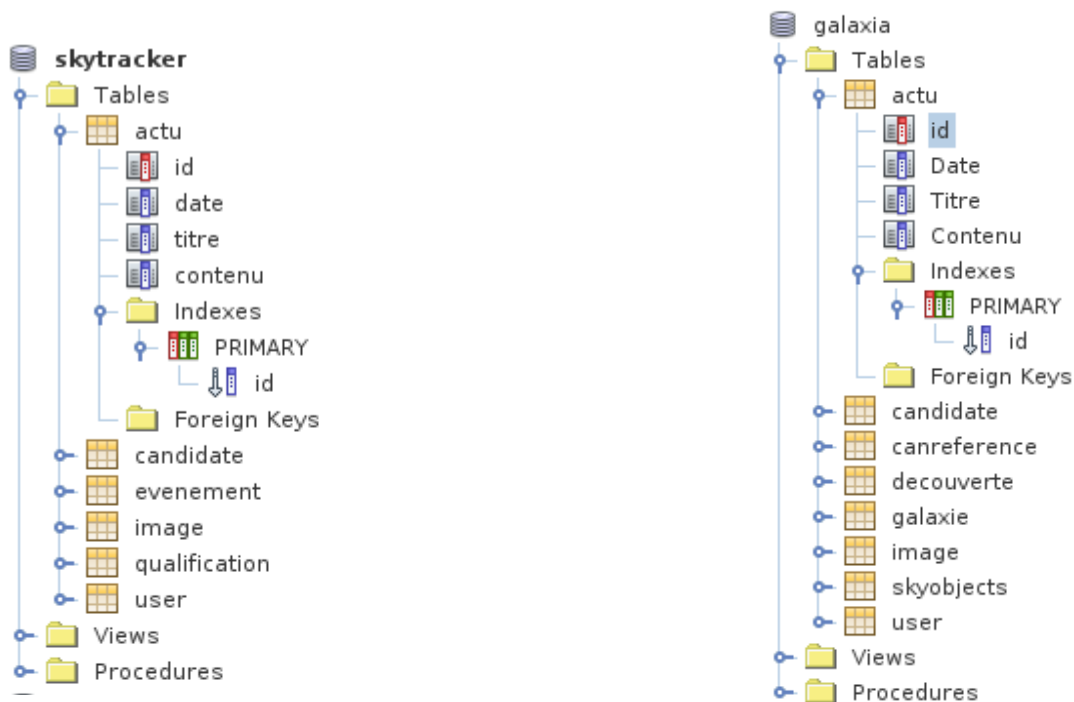 skytracker
Tables
actu
id
date
titre
contenu
Indexes
PRIMARY
id
Foreign Keys
candidate
evenement
image
qualification
user
Views
Procedures
galaxia
Tables
actu
id
Date
Titre
Contenu
Indexes
PRIMARY
id
Foreign Keys
candidate
canreference
decouverte
galaxie
image
skyobjects
user
Views
Procedures